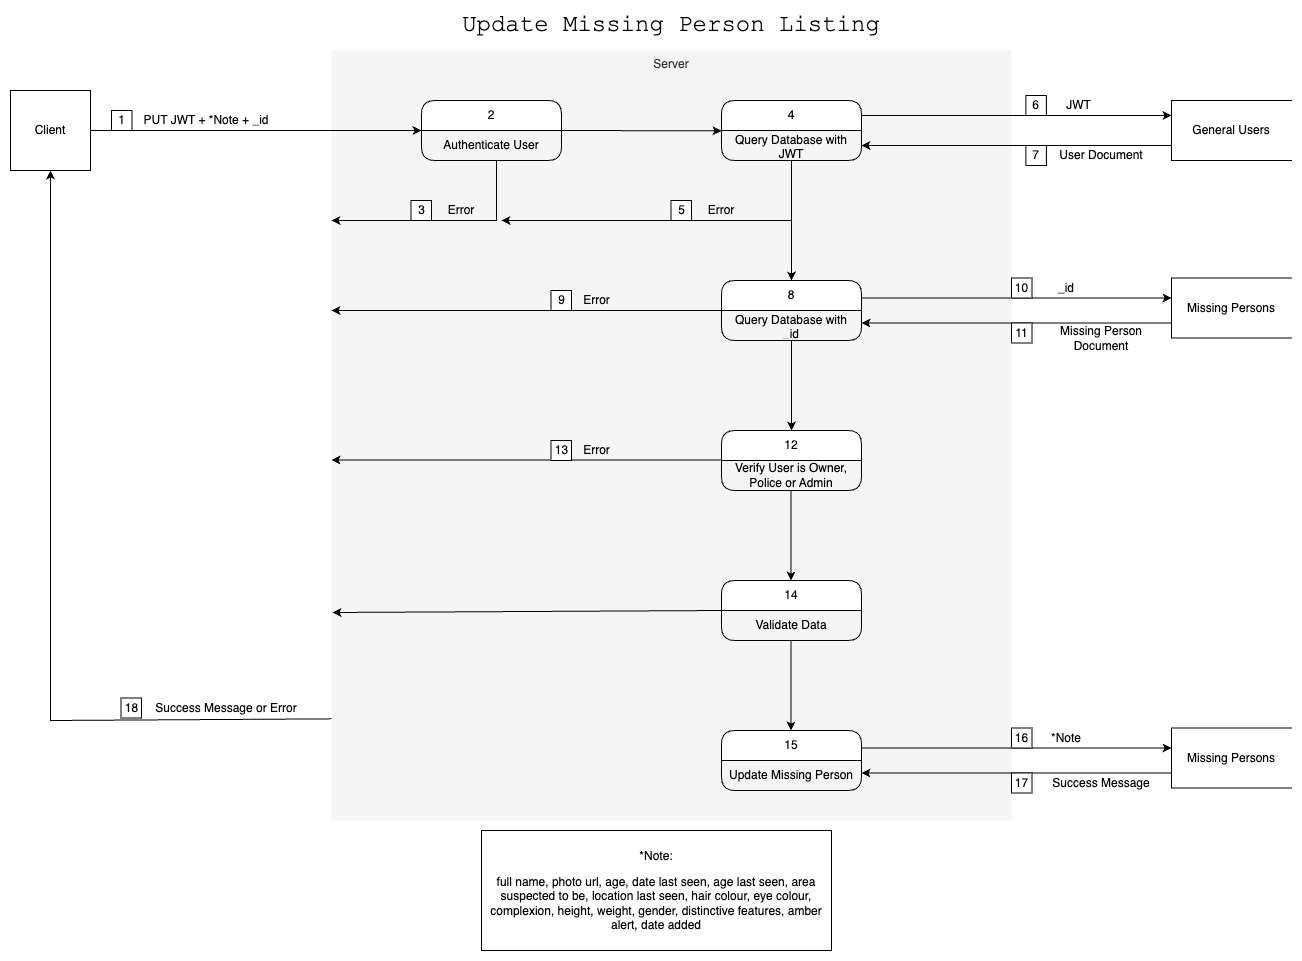 Update Missing Person Listing
Server
Client
1 PUT JWT + *Note + _id
2
Authenticate User
4
Query Database with
JWT
6 JWT
General Users
7 User Document
3 Error
5 Error
8
Query Database with
_id
9 Error
10 _id
Missing Persons
11 Missing Person
Document
12
Verify User is Owner,
Police or Admin
13 Error
14
Validate Data
18 Success Message or Error
15
Update Missing Person
16 *Note
Missing Persons
17 Success Message
*Note:
full name, photo url, age, date last seen, age last seen, area
suspected to be, location last seen, hair colour, eye colour,
complexion, height, weight, gender, distinctive features, amber
alert, date added